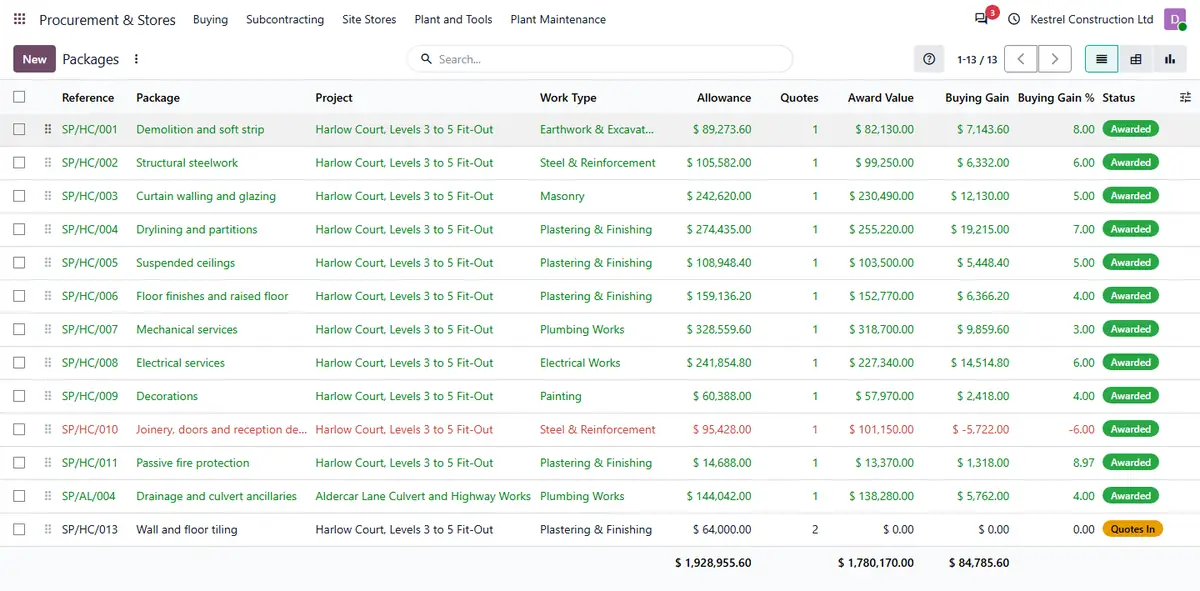 Procurement & Stores Buying Subcontracting Site Stores Plant and Tools Plant Maintenance 3 Kestrel Construction Ltd D
New Packages Search... 1-13 / 13
Reference Package Project Work Type Allowance Quotes Award Value Buying Gain Buying Gain % Status
SP/HC/001 Demolition and soft strip Harlow Court, Levels 3 to 5 Fit-Out Earthwork & Excavat... $ 89,273.60 1 $ 82,130.00 $ 7,143.60 8.00 Awarded
SP/HC/002 Structural steelwork Harlow Court, Levels 3 to 5 Fit-Out Steel & Reinforcement $ 105,582.00 1 $ 99,250.00 $ 6,332.00 6.00 Awarded
SP/HC/003 Curtain walling and glazing Harlow Court, Levels 3 to 5 Fit-Out Masonry $ 242,620.00 1 $ 230,490.00 $ 12,130.00 5.00 Awarded
SP/HC/004 Drylining and partitions Harlow Court, Levels 3 to 5 Fit-Out Plastering & Finishing $ 274,435.00 1 $ 255,220.00 $ 19,215.00 7.00 Awarded
SP/HC/005 Suspended ceilings Harlow Court, Levels 3 to 5 Fit-Out Plastering & Finishing $ 108,948.40 1 $ 103,500.00 $ 5,448.40 5.00 Awarded
SP/HC/006 Floor finishes and raised floor Harlow Court, Levels 3 to 5 Fit-Out Plastering & Finishing $ 159,136.20 1 $ 152,770.00 $ 6,366.20 4.00 Awarded
SP/HC/007 Mechanical services Harlow Court, Levels 3 to 5 Fit-Out Plumbing Works $ 328,559.60 1 $ 318,700.00 $ 9,859.60 3.00 Awarded
SP/HC/008 Electrical services Harlow Court, Levels 3 to 5 Fit-Out Electrical Works $ 241,854.80 1 $ 227,340.00 $ 14,514.80 6.00 Awarded
SP/HC/009 Decorations Harlow Court, Levels 3 to 5 Fit-Out Painting $ 60,388.00 1 $ 57,970.00 $ 2,418.00 4.00 Awarded
SP/HC/010 Joinery, doors and reception de... Harlow Court, Levels 3 to 5 Fit-Out Steel & Reinforcement $ 95,428.00 1 $ 101,150.00 $ -5,722.00 -6.00 Awarded
SP/HC/011 Passive fire protection Harlow Court, Levels 3 to 5 Fit-Out Plastering & Finishing $ 14,688.00 1 $ 13,370.00 $ 1,318.00 8.97 Awarded
SP/AL/004 Drainage and culvert ancillaries Aldercar Lane Culvert and Highway Works Plumbing Works $ 144,042.00 1 $ 138,280.00 $ 5,762.00 4.00 Awarded
SP/HC/013 Wall and floor tiling Harlow Court, Levels 3 to 5 Fit-Out Plastering & Finishing $ 64,000.00 2 $ 0.00 $ 0.00 0.00 Quotes In
$ 1,928,955.60 $ 1,780,170.00 $ 84,785.60